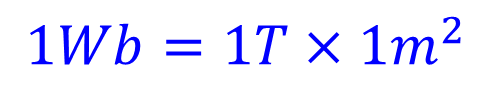 1Wb = 1T × 1m²